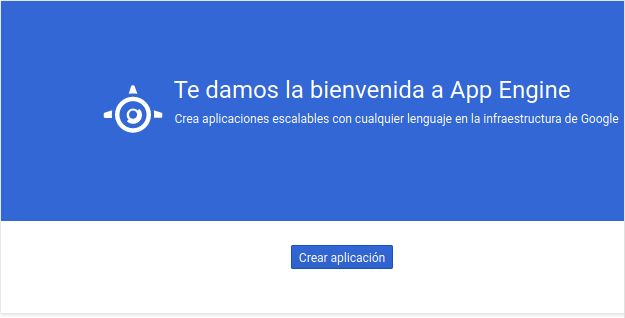 Te damos la bienvenida a App Engine
Crea aplicaciones escalables con cualquier lenguaje en la infraestructura de Google
Crear aplicación